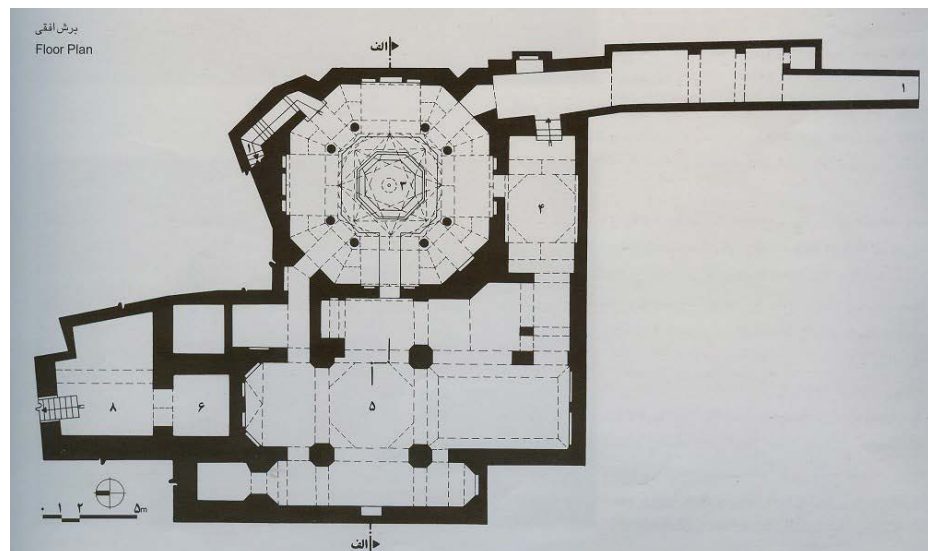 برش افقی
Floor Plan
الف
۱
۳
۴
۵
۶
۸
۰ ۱ ۲ ۵m
الف